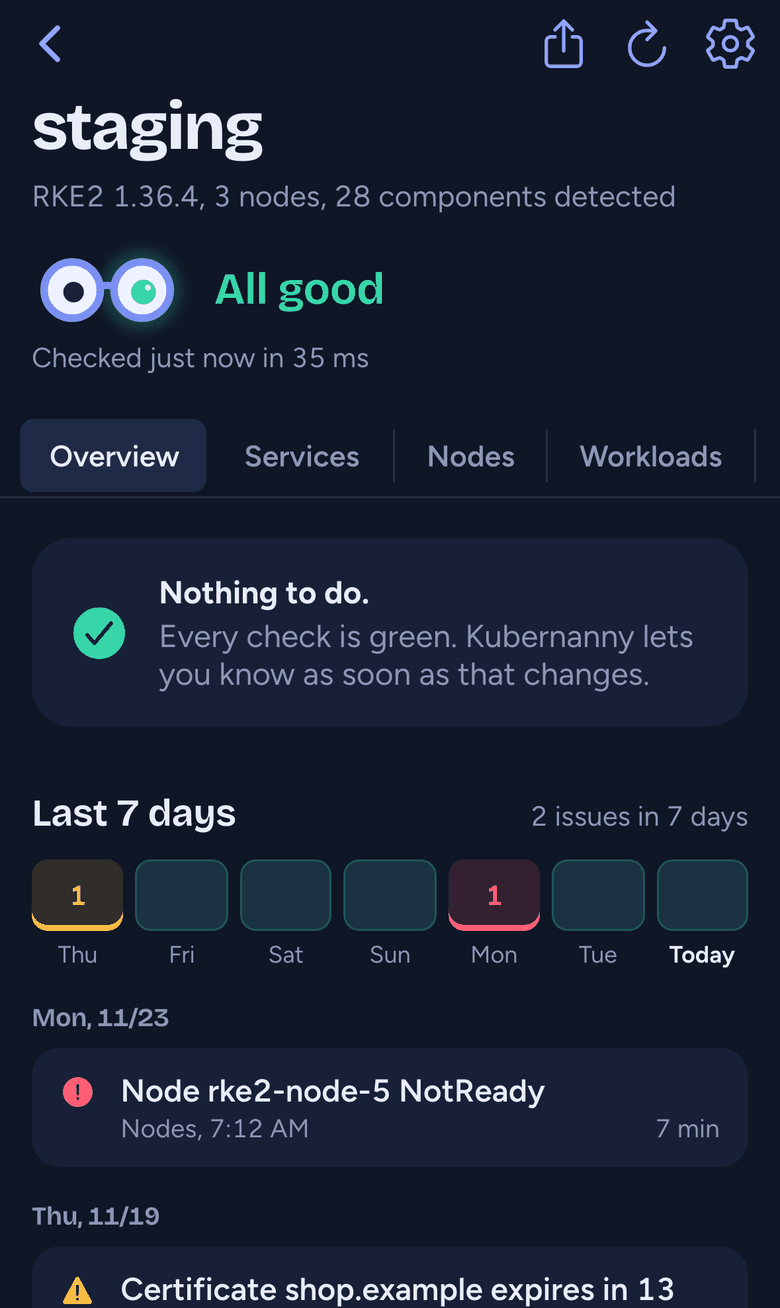 staging
RKE2 1.36.4, 3 nodes, 28 components detected
All good
Checked just now in 35 ms
Overview
Services
Nodes
Workloads
Nothing to do.
Every check is green. Kubernanny lets
you know as soon as that changes.
Last 7 days
2 issues in 7 days
1
1
Thu
Fri
Sat
Sun
Mon
Tue
Today
Mon, 11/23
Node rke2-node-5 NotReady
Nodes, 7:12 AM
7 min
Thu, 11/19
Certificate shop.example expires in 13